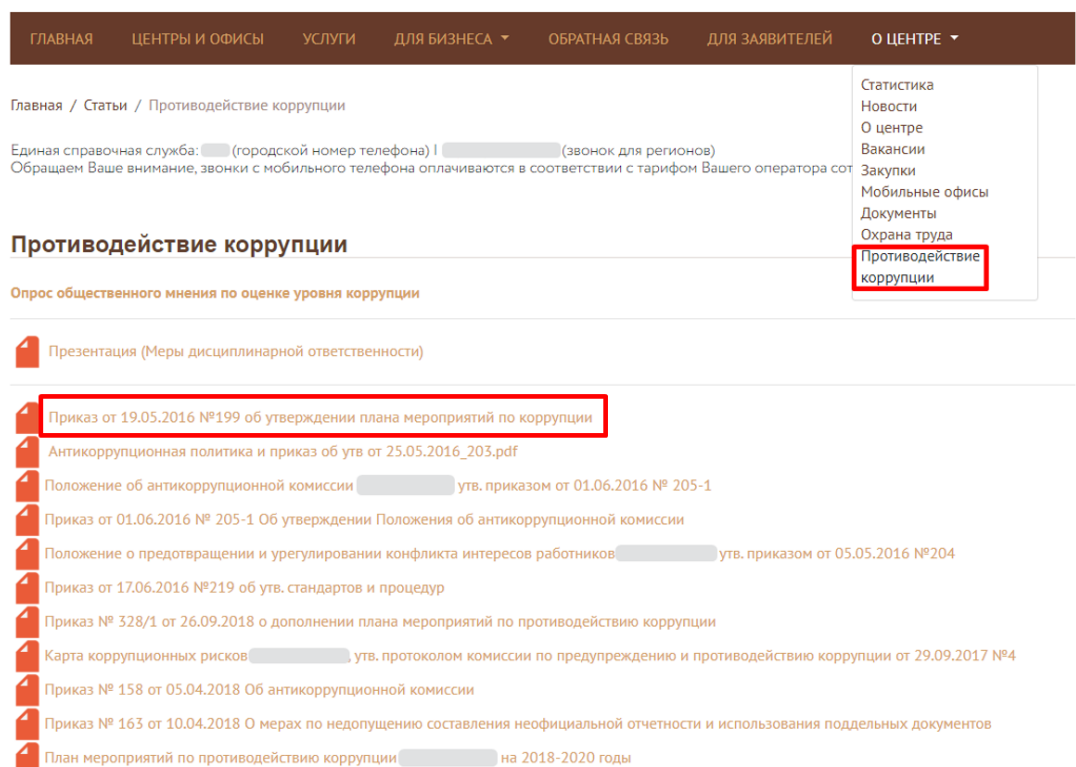 ГЛАВНАЯ ЦЕНТРЫ И ОФИСЫ УСЛУГИ ДЛЯ БИЗНЕСА ОБРАТНАЯ СВЯЗЬ ДЛЯ ЗАЯВИТЕЛЕЙ О ЦЕНТРЕ
Статистика
Новости
О центре
Вакансии
Закупки
Мобильные офисы
Документы
Охрана труда
Противодействие
коррупции
Главная / Статьи / Противодействие коррупции
Единая справочная служба: (городской номер телефона) | (звонок для регионов)
Обращаем Ваше внимание, звонки с мобильного телефона оплачиваются в соответствии с тарифом Вашего оператора сот
Противодействие коррупции
Опрос общественного мнения по оценке уровня коррупции
Презентация (Меры дисциплинарной ответственности)
Приказ от 19.05.2016 №199 об утверждении плана мероприятий по коррупции
Антикоррупционная политика и приказ об утв от 25.05.2016_203.pdf
Положение об антикоррупционной комиссии утв. приказом от 01.06.2016 № 205-1
Приказ от 01.06.2016 № 205-1 Об утверждении Положения об антикоррупционной комиссии
Положение о предотвращении и урегулировании конфликта интересов работников утв. приказом от 05.05.2016 №204
Приказ от 17.06.2016 №219 об утв. стандартов и процедур
Приказ № 328/1 от 26.09.2018 о дополнении плана мероприятий по противодействию коррупции
Карта коррупционных рисков , утв. протоколом комиссии по предупреждению и противодействию коррупции от 29.09.2017 №4
Приказ № 158 от 05.04.2018 Об антикоррупционной комиссии
Приказ № 163 от 10.04.2018 О мерах по недопущению составления неофициальной отчетности и использования поддельных документов
План мероприятий по противодействию коррупции на 2018-2020 годы